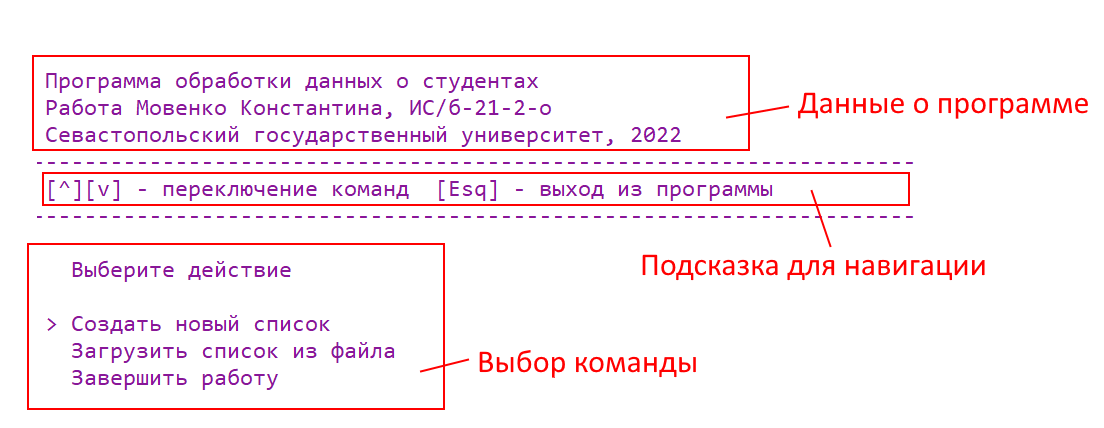 Программа обработки данных о студентах
Работа Мовенко Константина, ИС/б-21-2-о
Севастопольский государственный университет, 2022
Данные о программе
--------------------------------------------------------------------
[^][v] - переключение команд [Esq] - выход из программы
--------------------------------------------------------------------
Подсказка для навигации
Выберите действие
> Создать новый список
Загрузить список из файла
Завершить работу
Выбор команды